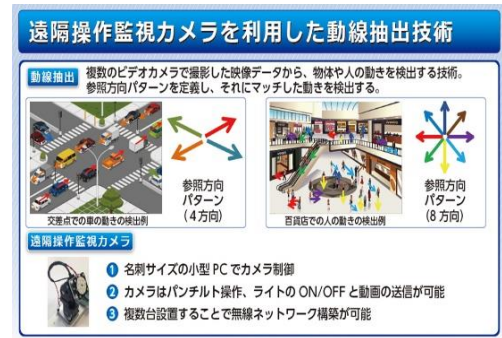 遠隔操作監視カメラを利用した動線抽出技術
動線抽出 複数のビデオカメラで撮影した映像データから、物体や人の動きを検出する技術。
参照方向パターンを定義し、それにマッチした動きを検出する。
参照方向
パターン
(4方向)
交差点での車の動きの検出例
参照方向
パターン
(8方向)
百貨店での人の動きの検出例
遠隔操作監視カメラ
1 名刺サイズの小型PCでカメラ制御
2 カメラはパンチルト操作、ライトのON/OFFと動画の送信が可能
3 複数台設置することで無線ネットワーク構築が可能